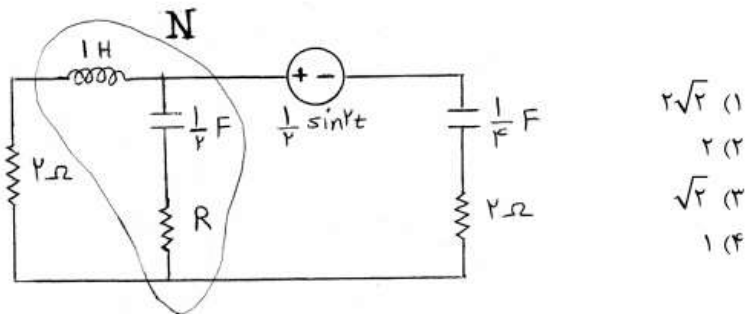 N
1 H
+ -
۱/۲ F
۱/۲ sin۲t
۱/۴ F
۲Ω
R
۲Ω
۲√۲ (۱
۲ (۲
√۲ (۳
۱ (۴